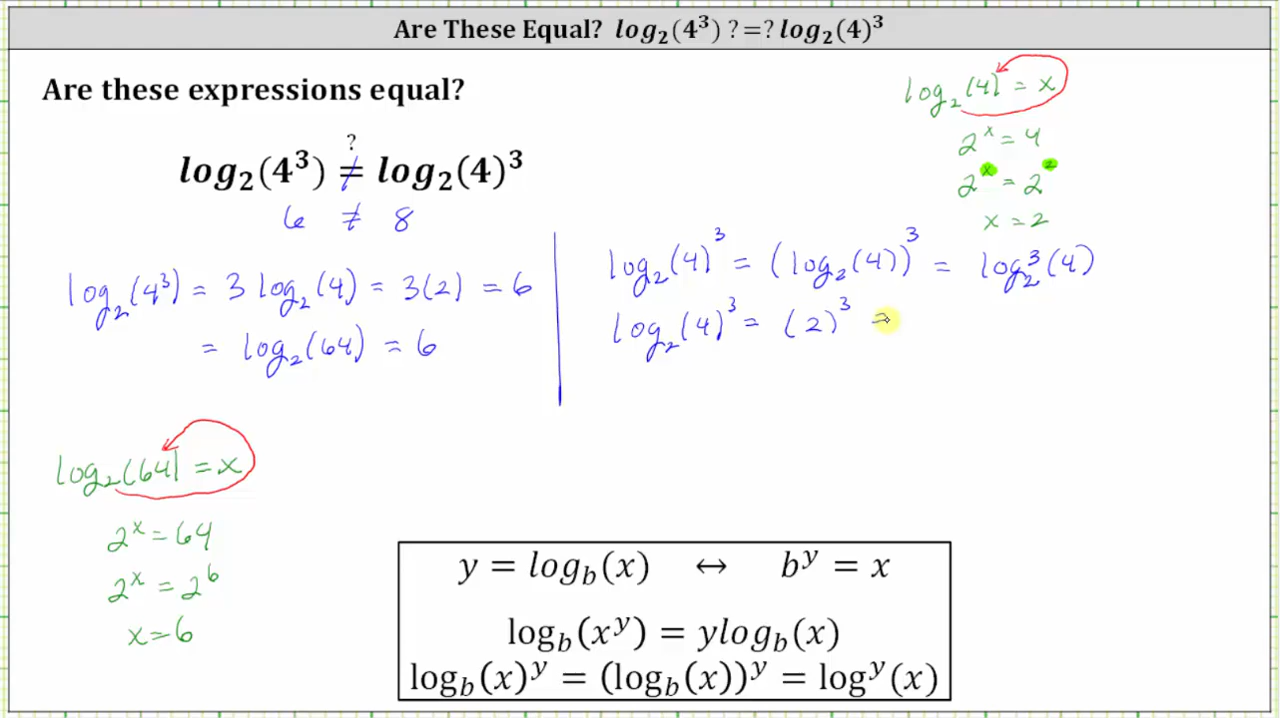 Are These Equal? log₂(4³) ?=? log₂(4)³
Are these expressions equal?
?
log₂(4³) ≠ log₂(4)³
6 ≠ 8
log₂(4³) = 3 log₂(4) = 3(2) = 6
= log₂(64) = 6
log₂(64) = x
2ˣ = 64
2ˣ = 2⁶
x = 6
log₂(4) = x
2ˣ = 4
2ˣ = 2²
x = 2
log₂(4)³ = (log₂(4))³ = log₂³(4)
log₂(4)³ = (2)³ =
y = log_b(x) ↔ b^y = x
log_b(x^y) = ylog_b(x)
log_b(x)^y = (log_b(x))^y = log^y(x)